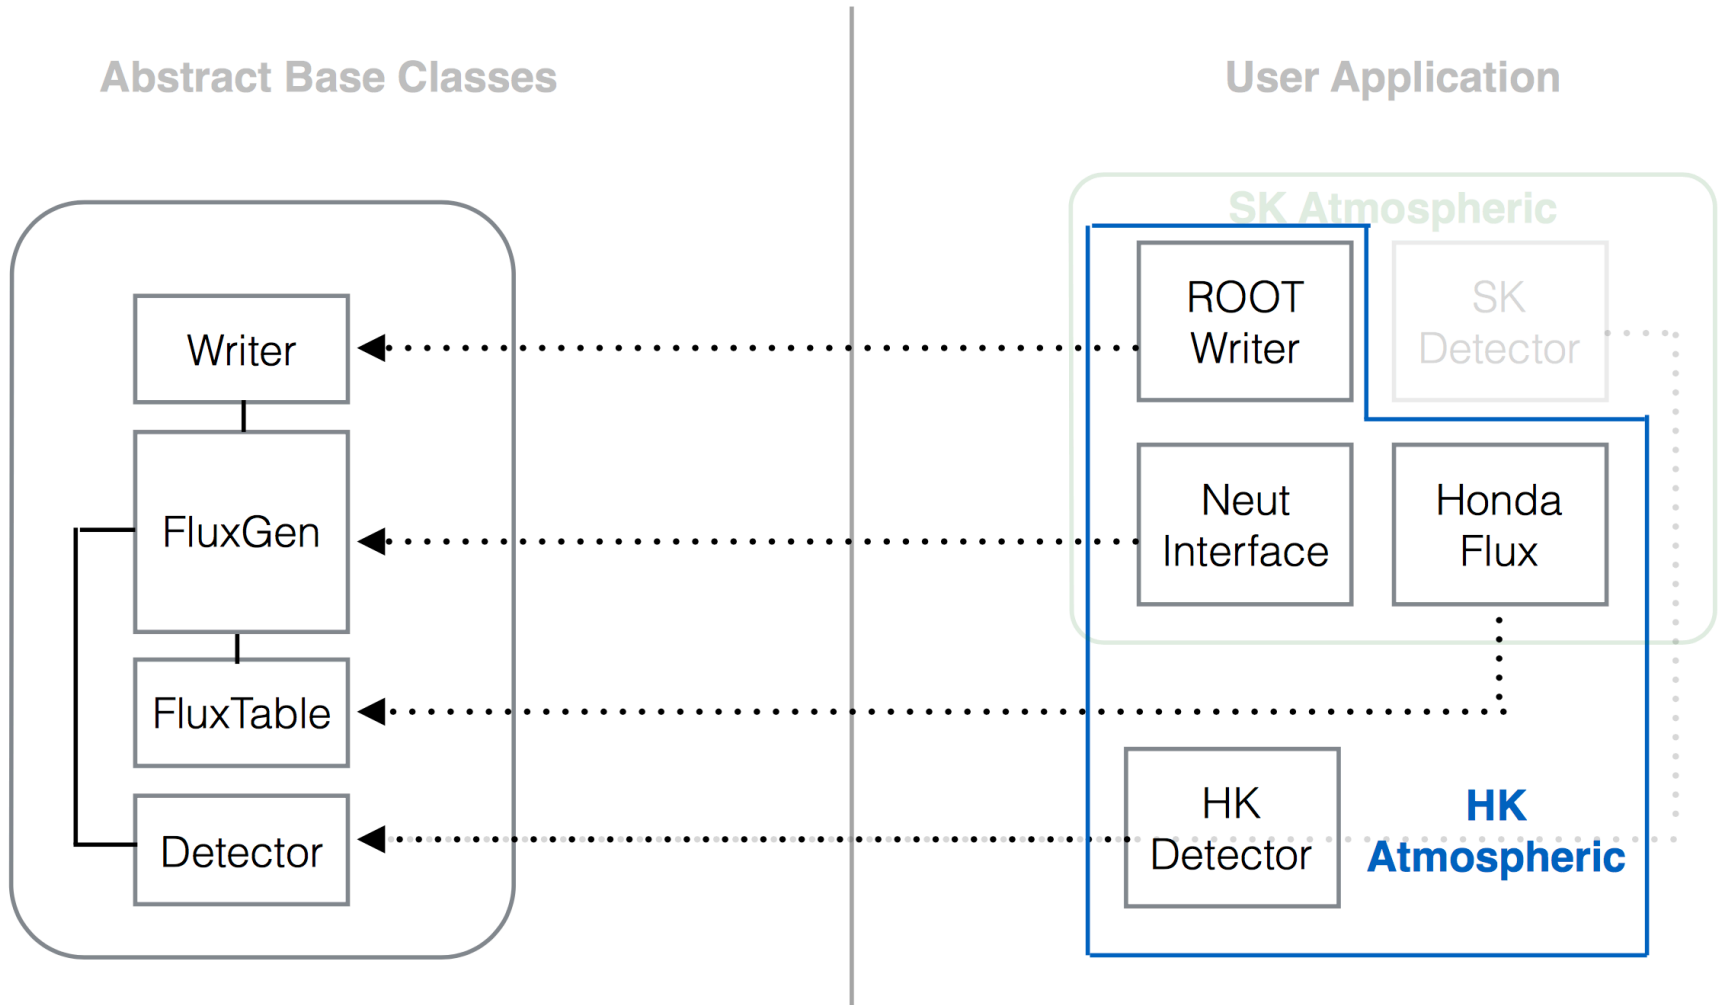 Abstract Base Classes
User Application
Writer
FluxGen
FluxTable
Detector
SK Atmospheric
ROOT
Writer
SK
Detector
Neut
Interface
Honda
Flux
HK
Detector
HK
Atmospheric